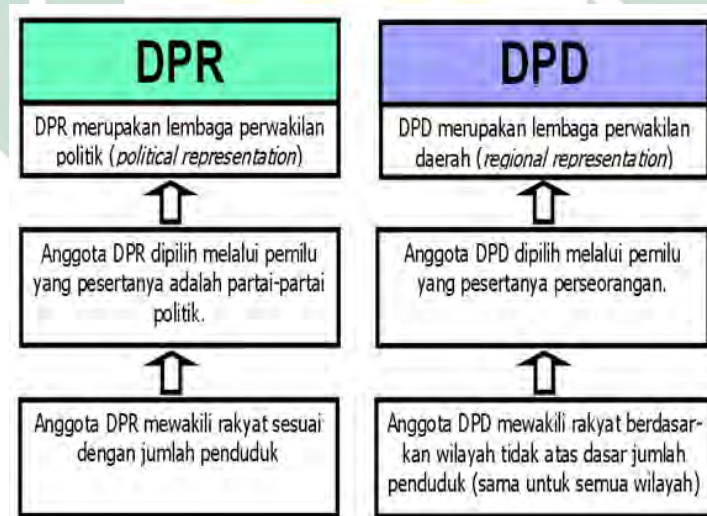 DPR
DPR merupakan lembaga perwakilan
politik (political representation)
Anggota DPR dipilih melalui pemilu
yang pesertanya adalah partai-partai
politik.
Anggota DPR mewakili rakyat sesuai
dengan jumlah penduduk
DPD
DPD merupakan lembaga perwakilan
daerah (regional representation)
Anggota DPD dipilih melalui pemilu
yang pesertanya perseorangan.
Anggota DPD mewakili rakyat berdasar-
kan wilayah tidak atas dasar jumlah
penduduk (sama untuk semua wilayah)